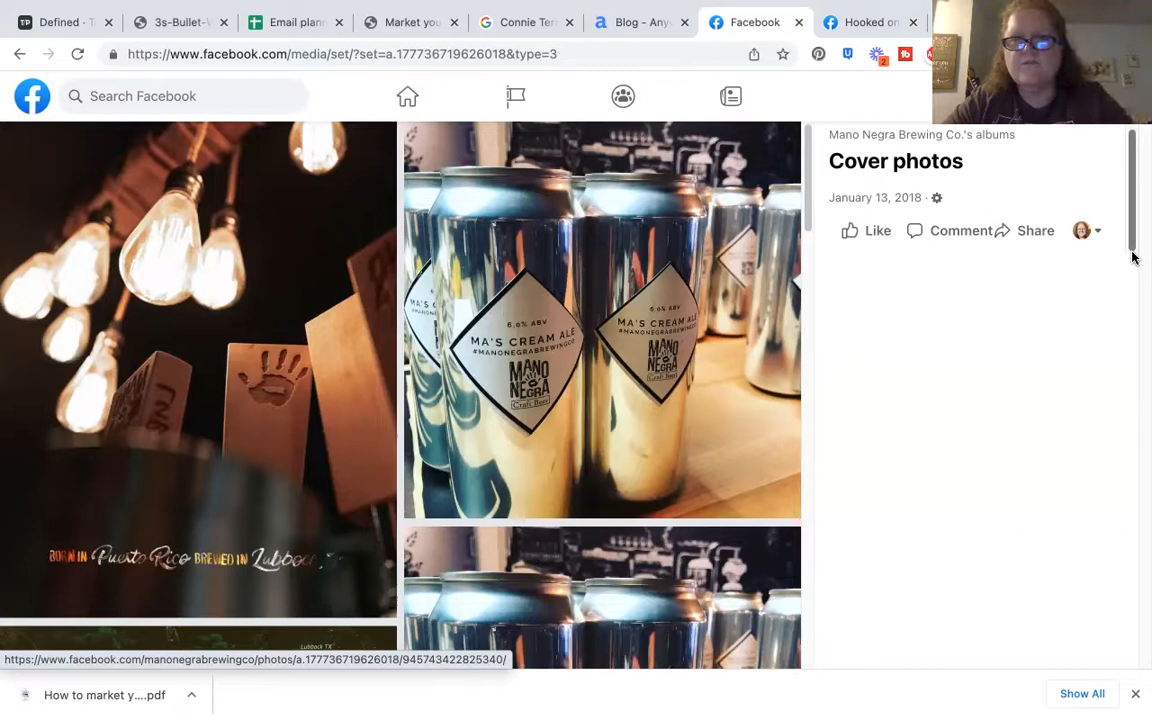 Defined - T
3s-Bullet-
Email plan
Market you
Connie Ter
Blog - Any
Facebook
Hooked on
https://www.facebook.com/media/set/?set=a.177736719626018&type=3
2
Search Facebook
Mano Negra Brewing Co.'s albums
Cover photos
January 13, 2018
Like
Comment
Share
6.0% ABV
MA'S CREAM ALE
#MANONEGRABREWINGCO
MANO
NEGRA
Craft Beer
6.0% ABV
MA'S CREAM ALE
#MANONEGRABREWINGCO
MANO
NEGRA
Craft Beer
BORN IN Puerto Rico BREWED IN Lubbock
Lubbock TX
https://www.facebook.com/manonegrabrewingco/photos/a.177736719626018/945743422825340/
How to market y....pdf
Show All